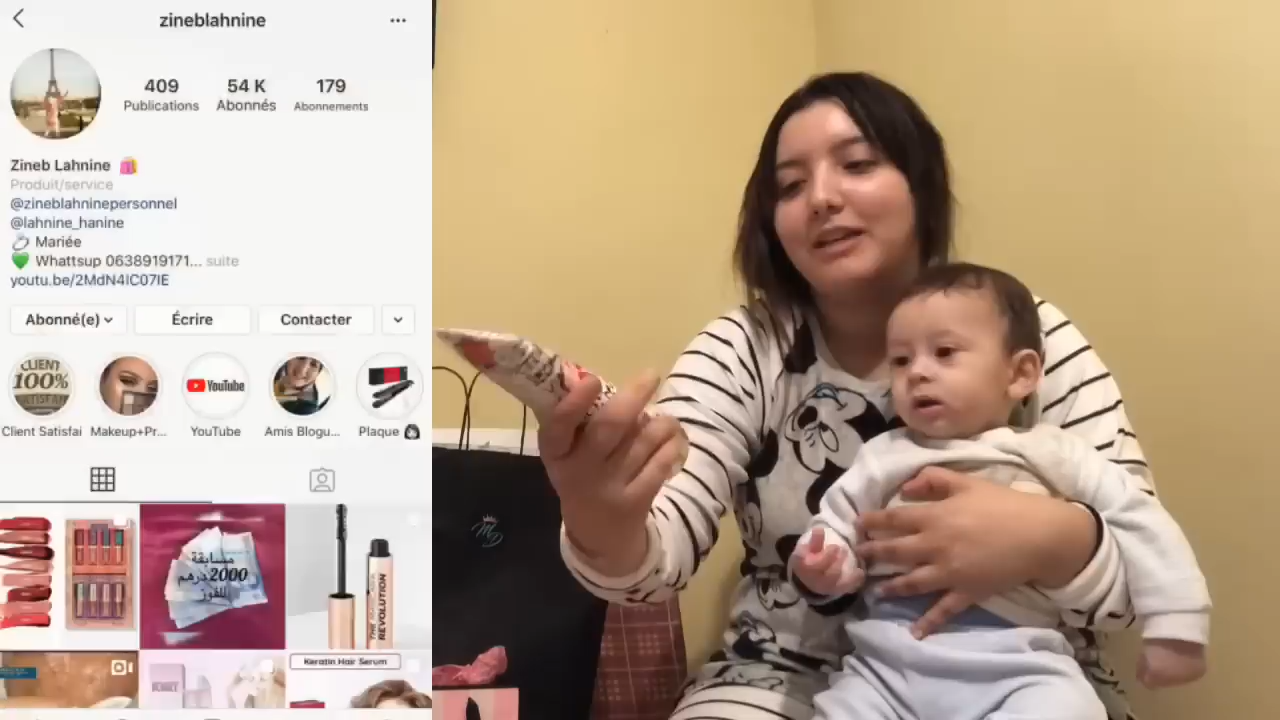 zineblahnine
409
54 K
179
Publications
Abonnés
Abonnements
Zineb Lahnine
Produit/service
@zineblahninepersonnel
@lahnine_hanine
Mariée
Whattsup 0638919171... suite
youtu.be/2MdN4IC07IE
Abonné(e)
Écrire
Contacter
CLIENT
100%
YouTube
Client Satisfai
Makeup+Pr...
YouTube
Amis Blogu...
Plaque
مسابقة
2000 درهم
للفوز
REVOLUTION
Keratin Hair Serum